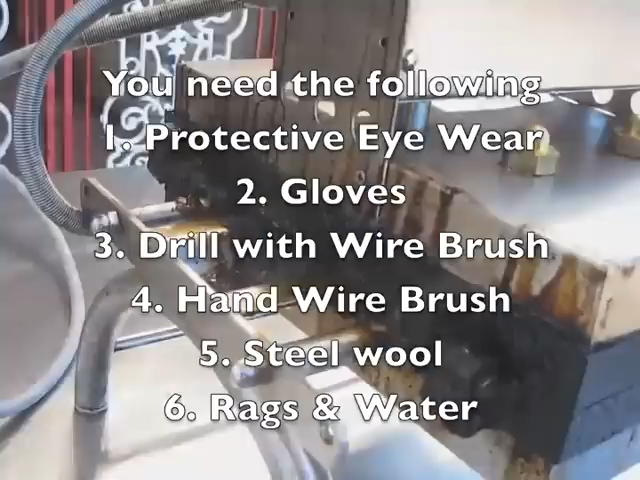 You need the following
1. Protective Eye Wear
2. Gloves
3. Drill with Wire Brush
4. Hand Wire Brush
5. Steel wool
6. Rags & Water